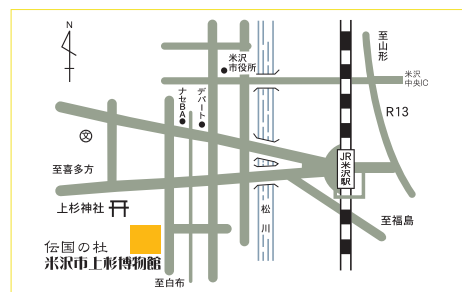 N
至山形
米沢
市役所
米沢
中央IC
デパート
ナセBA
R13
文
JR
米沢駅
至喜多方
上杉神社
松川
至福島
伝国の杜
米沢市上杉博物館
至白布